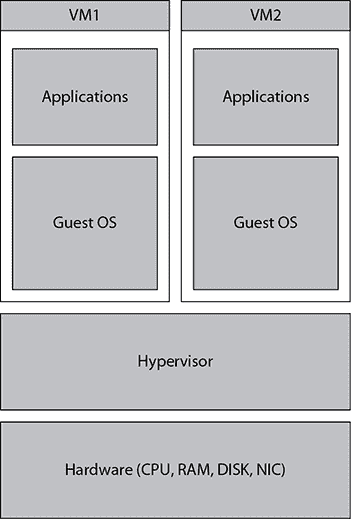 VM1
VM2
Applications
Applications
Guest OS
Guest OS
Hypervisor
Hardware (CPU, RAM, DISK, NIC)